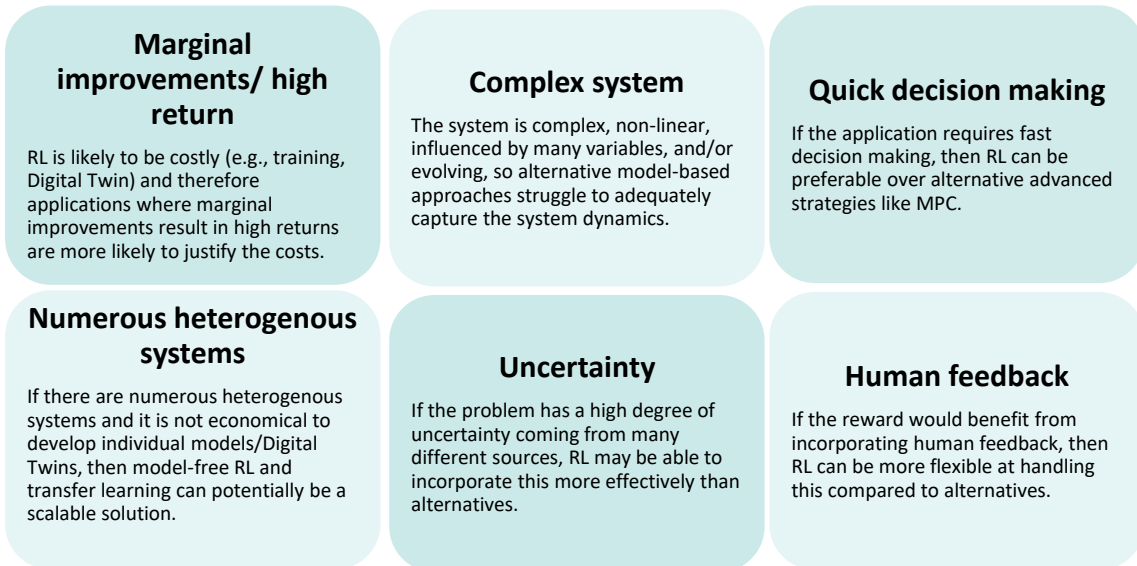 Marginal
improvements/ high
return
RL is likely to be costly (e.g., training,
Digital Twin) and therefore
applications where marginal
improvements result in high returns
are more likely to justify the costs.
Complex system
The system is complex, non-linear,
influenced by many variables, and/or
evolving, so alternative model-based
approaches struggle to adequately
capture the system dynamics.
Quick decision making
If the application requires fast
decision making, then RL can be
preferable over alternative advanced
strategies like MPC.
Numerous heterogenous
systems
If there are numerous heterogenous
systems and it is not economical to
develop individual models/Digital
Twins, then model-free RL and
transfer learning can potentially be a
scalable solution.
Uncertainty
If the problem has a high degree of
uncertainty coming from many
different sources, RL may be able to
incorporate this more effectively than
alternatives.
Human feedback
If the reward would benefit from
incorporating human feedback, then
RL can be more flexible at handling
this compared to alternatives.